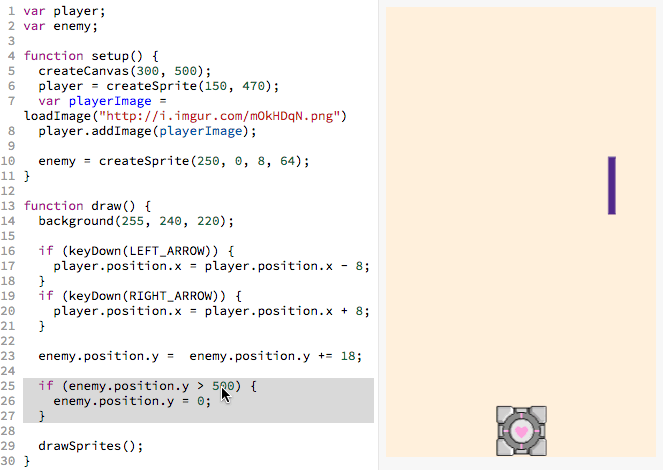 1 var player;
2 var enemy;
3
4 function setup() {
5 createCanvas(300, 500);
6 player = createSprite(150, 470);
7 var playerImage =
loadImage("http://i.imgur.com/mOkHDqN.png")
8 player.addImage(playerImage);
9
10 enemy = createSprite(250, 0, 8, 64);
11 }
12
13 function draw() {
14 background(255, 240, 220);
15
16 if (keyDown(LEFT_ARROW)) {
17 player.position.x = player.position.x - 8;
18 }
19 if (keyDown(RIGHT_ARROW)) {
20 player.position.x = player.position.x + 8;
21 }
22
23 enemy.position.y =  enemy.position.y += 18;
24
25 if (enemy.position.y > 500) {
26 enemy.position.y = 0;
27 }
28
29 drawSprites();
30 }